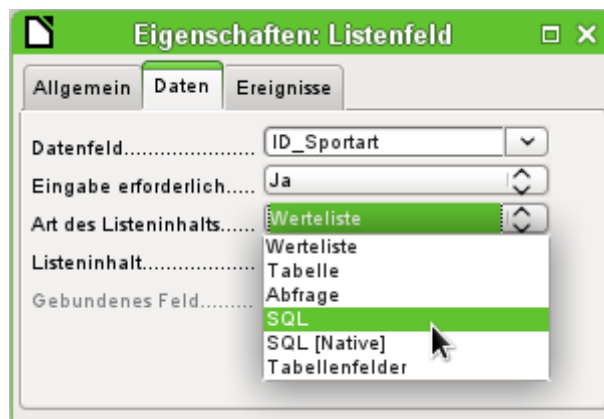 Eigenschaften: Listenfeld
Allgemein Daten Ereignisse
Datenfeld...................... ID_Sportart
Eingabe erforderlich..... Ja
Art des Listeninhalts...... Werteliste
Werteliste
Listeninhalt.................
Tabelle
Abfrage
Gebundenes Feld.........
SQL
SQL [Native]
Tabellenfelder